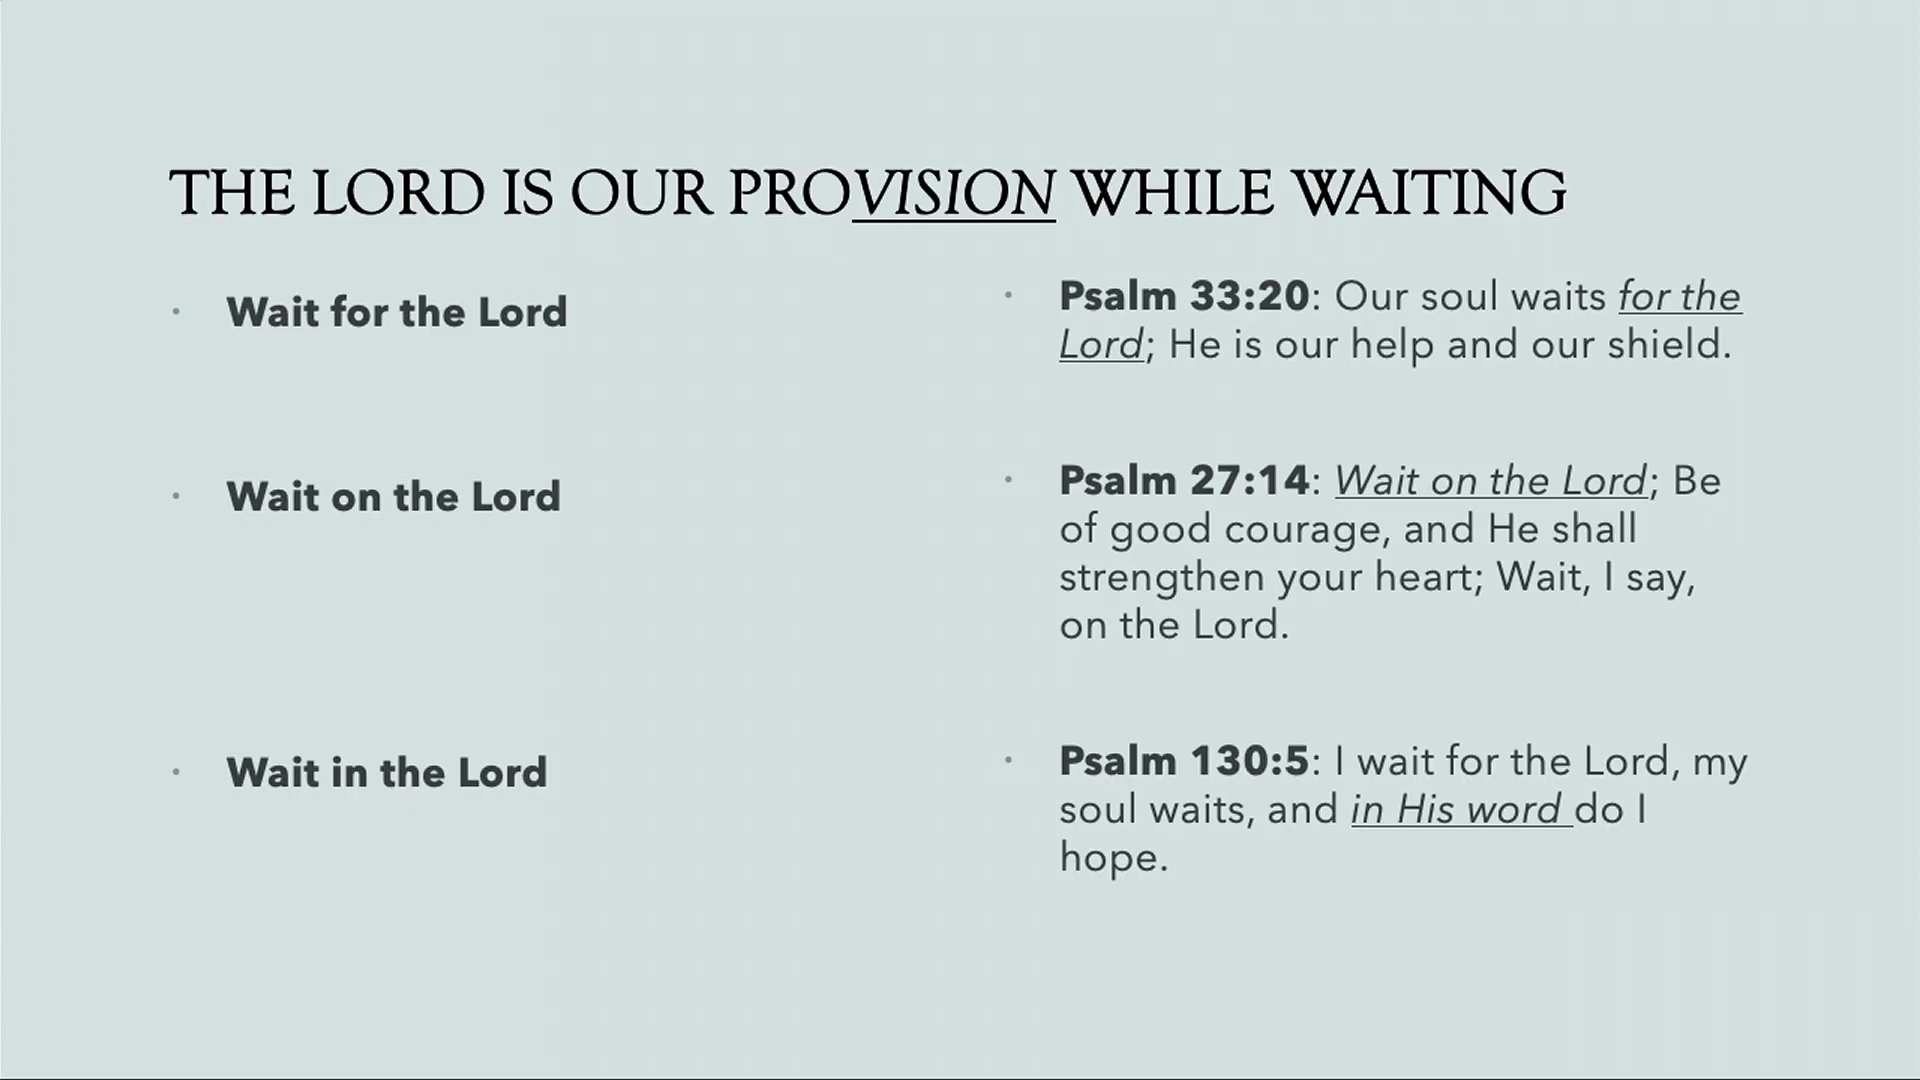 THE LORD IS OUR PROVISION WHILE WAITING
· Wait for the Lord
· Psalm 33:20: Our soul waits for the
Lord; He is our help and our shield.
· Wait on the Lord
· Psalm 27:14: Wait on the Lord; Be
of good courage, and He shall
strengthen your heart; Wait, I say,
on the Lord.
· Wait in the Lord
· Psalm 130:5: I wait for the Lord, my
soul waits, and in His word do I
hope.